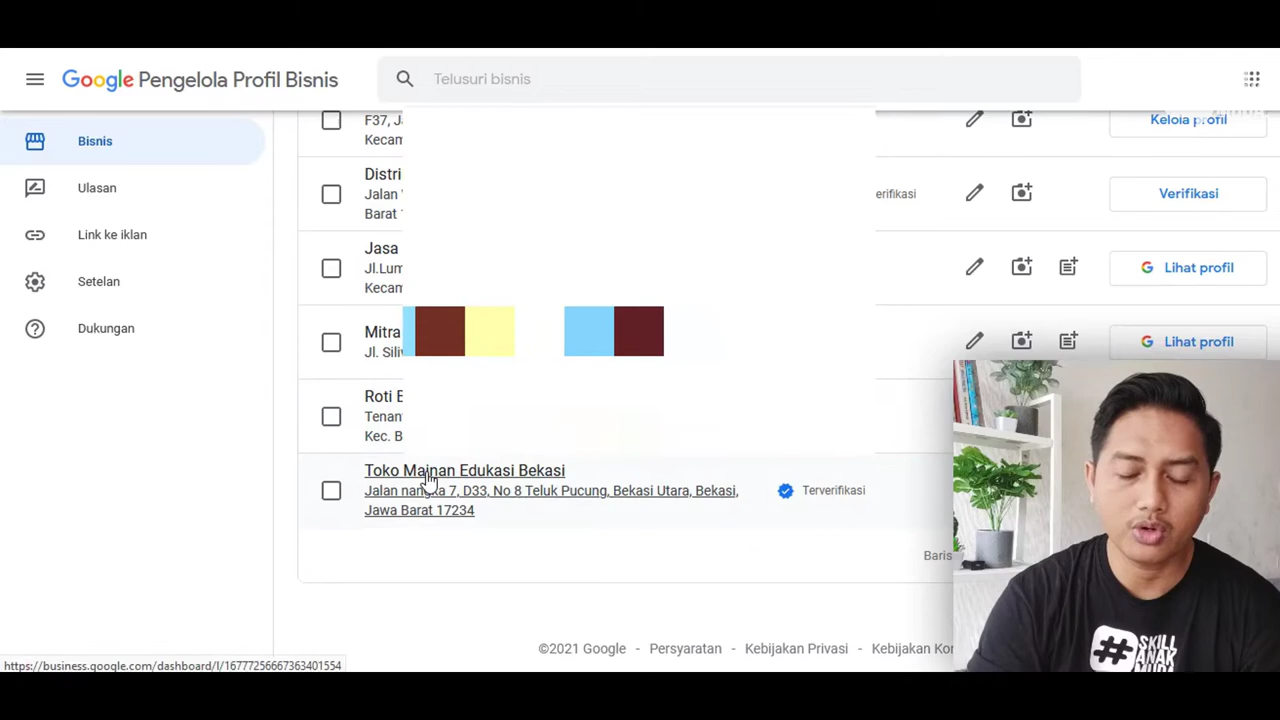 Google Pengelola Profil Bisnis
Telusuri bisnis
Bisnis
Ulasan
Link ke iklan
Setelan
Dukungan
F37, J
Kecam
Kelola profil
Distri
Jalan
Barat 1
erifikasi
Verifikasi
Jasa
Jl.Lum
Kecam
Lihat profil
Mitra
Jl. Sili
Lihat profil
Roti B
Tenan
Kec. B
Toko Mainan Edukasi Bekasi
Jalan nangka 7, D33, No 8 Teluk Pucung, Bekasi Utara, Bekasi,
Jawa Barat 17234
Terverifikasi
Baris
©2021 Google - Persyaratan - Kebijakan Privasi - Kebijakan Kon
https://business.google.com/dashboard/l/16777256667363401554
# SKILL
ANAK
MUDA